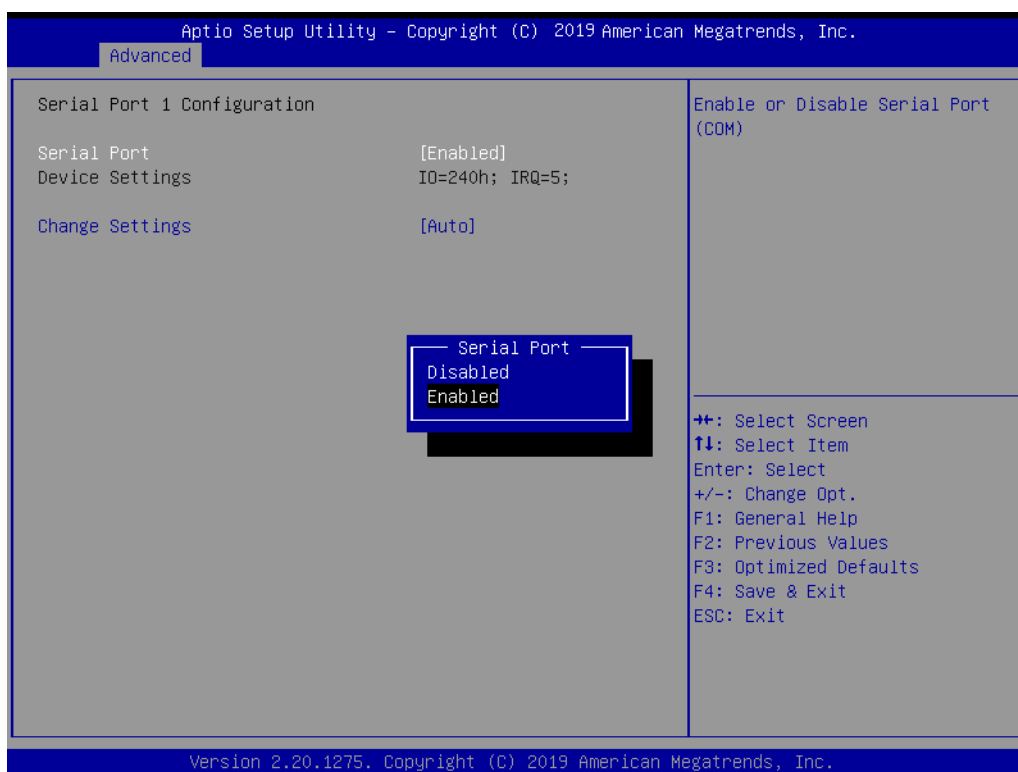 Aptio Setup Utility – Copyright (C) 2019 American Megatrends, Inc.
Advanced
Serial Port 1 Configuration
Serial Port [Enabled]
Device Settings IO=240h; IRQ=5;
Change Settings [Auto]
Serial Port
Disabled
Enabled
Enable or Disable Serial Port
(COM)
→←: Select Screen
↑↓: Select Item
Enter: Select
+/-: Change Opt.
F1: General Help
F2: Previous Values
F3: Optimized Defaults
F4: Save & Exit
ESC: Exit
Version 2.20.1275. Copyright (C) 2019 American Megatrends, Inc.